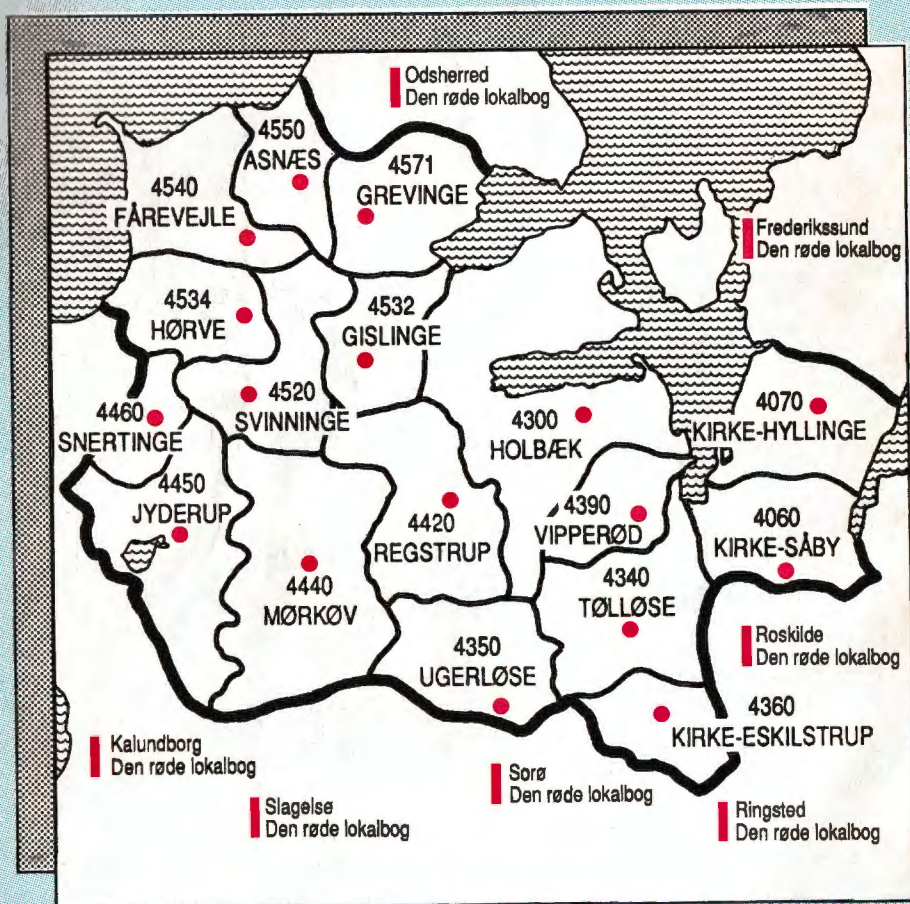 Odsherred
Den røde lokalbog
4550
ASNÆS
4571
GREVINGE
4540
FÅREVEJLE
Frederikssund
Den røde lokalbog
4534
HØRVE
4532
GISLINGE
4460
SNERTINGE
4520
SVINNINGE
4300
HOLBÆK
4070
KIRKE-HYLLINGE
4450
JYDERUP
4420
REGSTRUP
4390
VIPPERØD
4060
KIRKE-SÅBY
4440
MØRKØV
4340
TØLLØSE
4350
UGERLØSE
Roskilde
Den røde lokalbog
4360
KIRKE-ESKILSTRUP
Kalundborg
Den røde lokalbog
Slagelse
Den røde lokalbog
Sorø
Den røde lokalbog
Ringsted
Den røde lokalbog